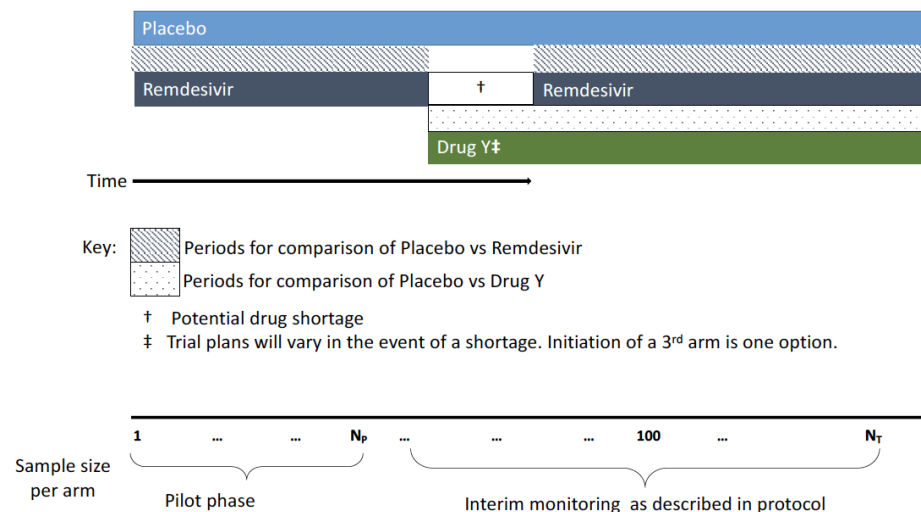 Placebo
Remdesivir † Remdesivir
Drug Y‡
Time
Key: Periods for comparison of Placebo vs Remdesivir
Periods for comparison of Placebo vs Drug Y
† Potential drug shortage
‡ Trial plans will vary in the event of a shortage. Initiation of a 3rd arm is one option.
1 ... ... NP ... ... ... 100 ... NT
Sample size
per arm
Pilot phase Interim monitoring as described in protocol